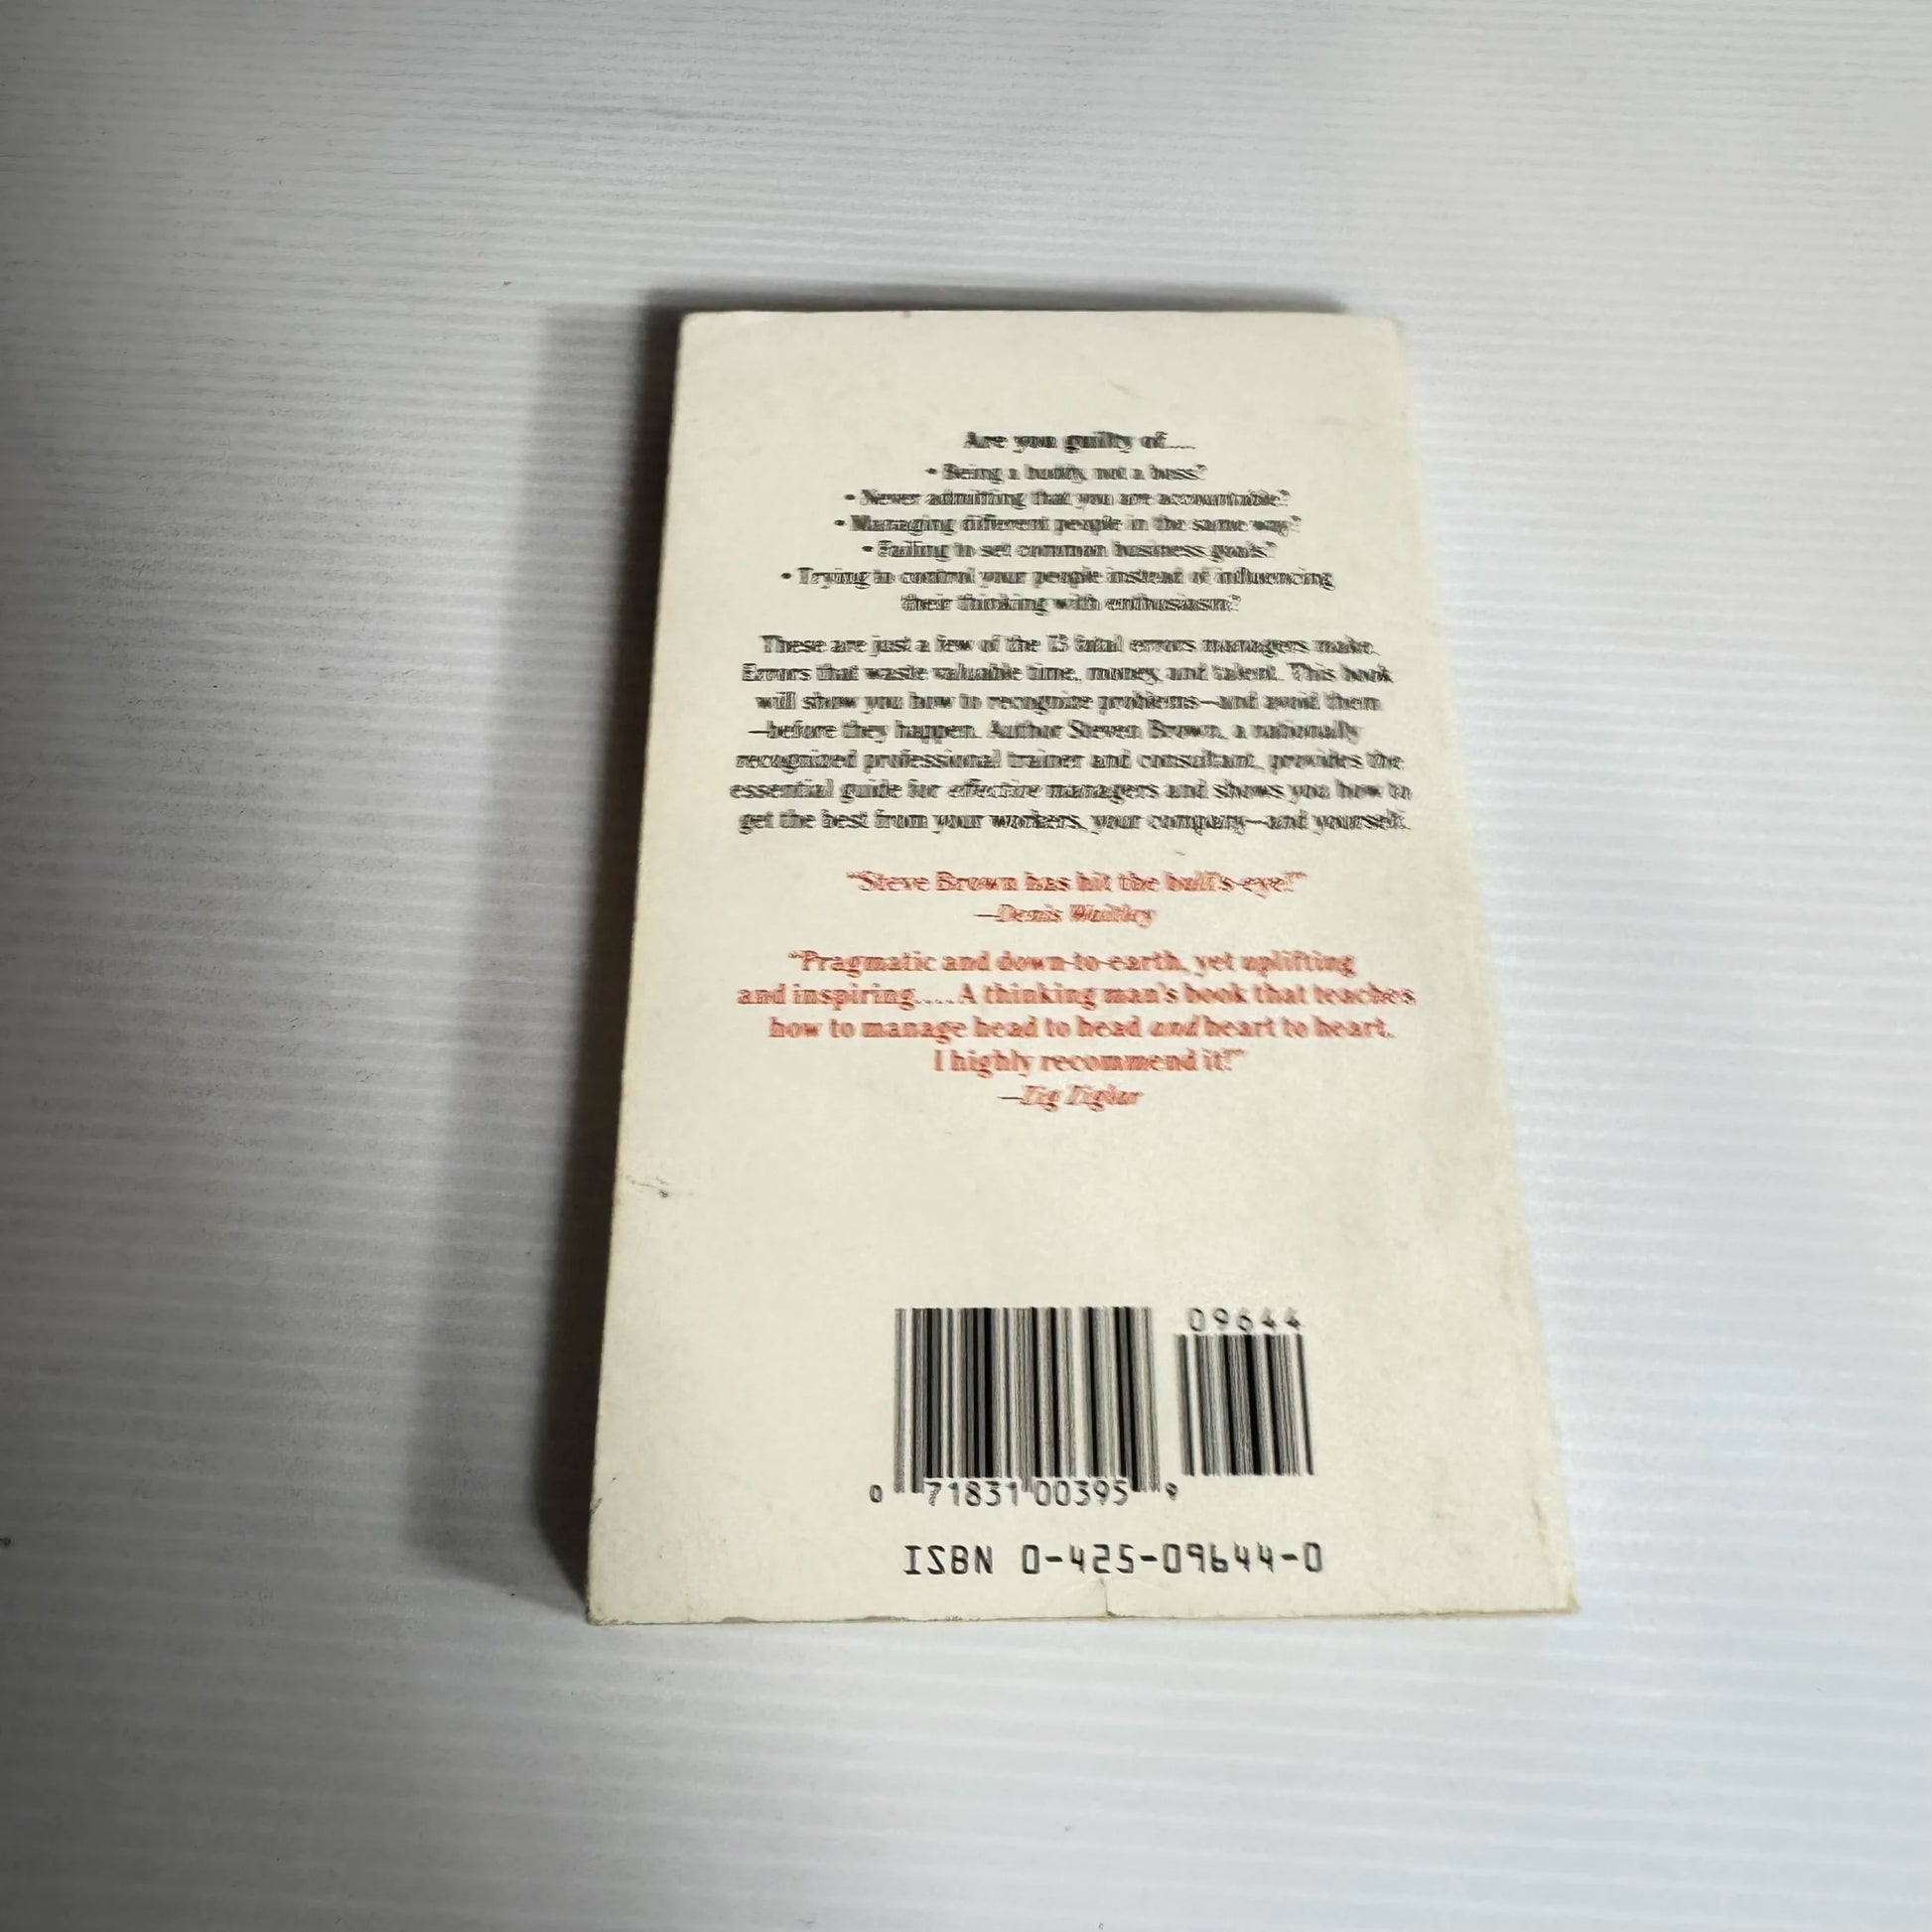 Are you guilty of....
• Being a buddy, not a boss?
• Never admitting that you are accountable?
• Managing different people in the same way?
• Failing to set common business goals?
• Trying to control your people instead of influencing
their thinking with enthusiasm?
These are just a few of the 13 fatal errors managers make.
Errors that waste valuable time, money, and talent. This book
will show you how to recognize problems—and avoid them
—before they happen. Author Steven Brown, a nationally
recognized professional trainer and consultant, provides the
essential guide for effective managers and shows you how to
get the best from your workers, your company—and yourself.
"Steve Brown has hit the bull's-eye!"
—Denis Waitley
"Pragmatic and down-to-earth, yet uplifting
and inspiring.... A thinking man's book that teaches
how to manage head to head and heart to heart.
I highly recommend it!"
—Zig Ziglar
09644
0 71831 00395 9
ISBN 0-425-09644-0